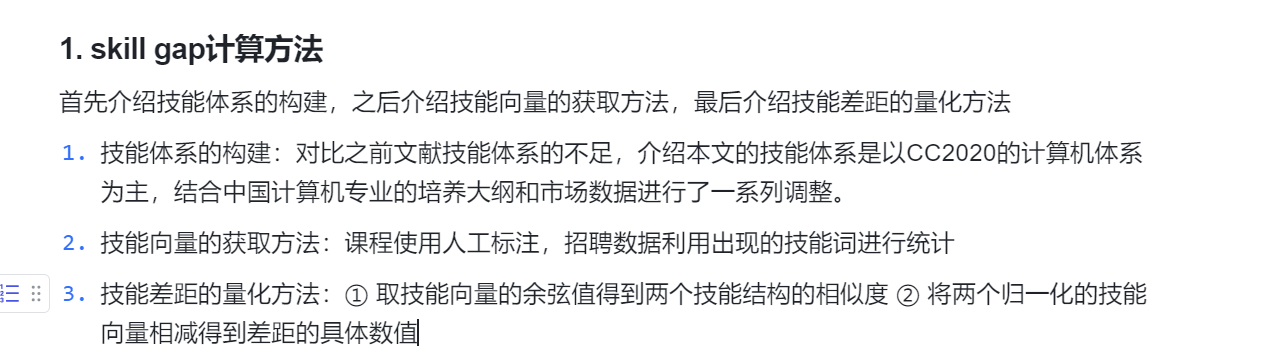 1. skill gap计算方法
首先介绍技能体系的构建，之后介绍技能向量的获取方法，最后介绍技能差距的量化方法
1. 技能体系的构建：对比之前文献技能体系的不足，介绍本文的技能体系是以CC2020的计算机体系
为主，结合中国计算机专业的培养大纲和市场数据进行了一系列调整。
2. 技能向量的获取方法：课程使用人工标注，招聘数据利用出现的技能词进行统计
3. 技能差距的量化方法：① 取技能向量的余弦值得到两个技能结构的相似度 ② 将两个归一化的技能
向量相减得到差距的具体数值